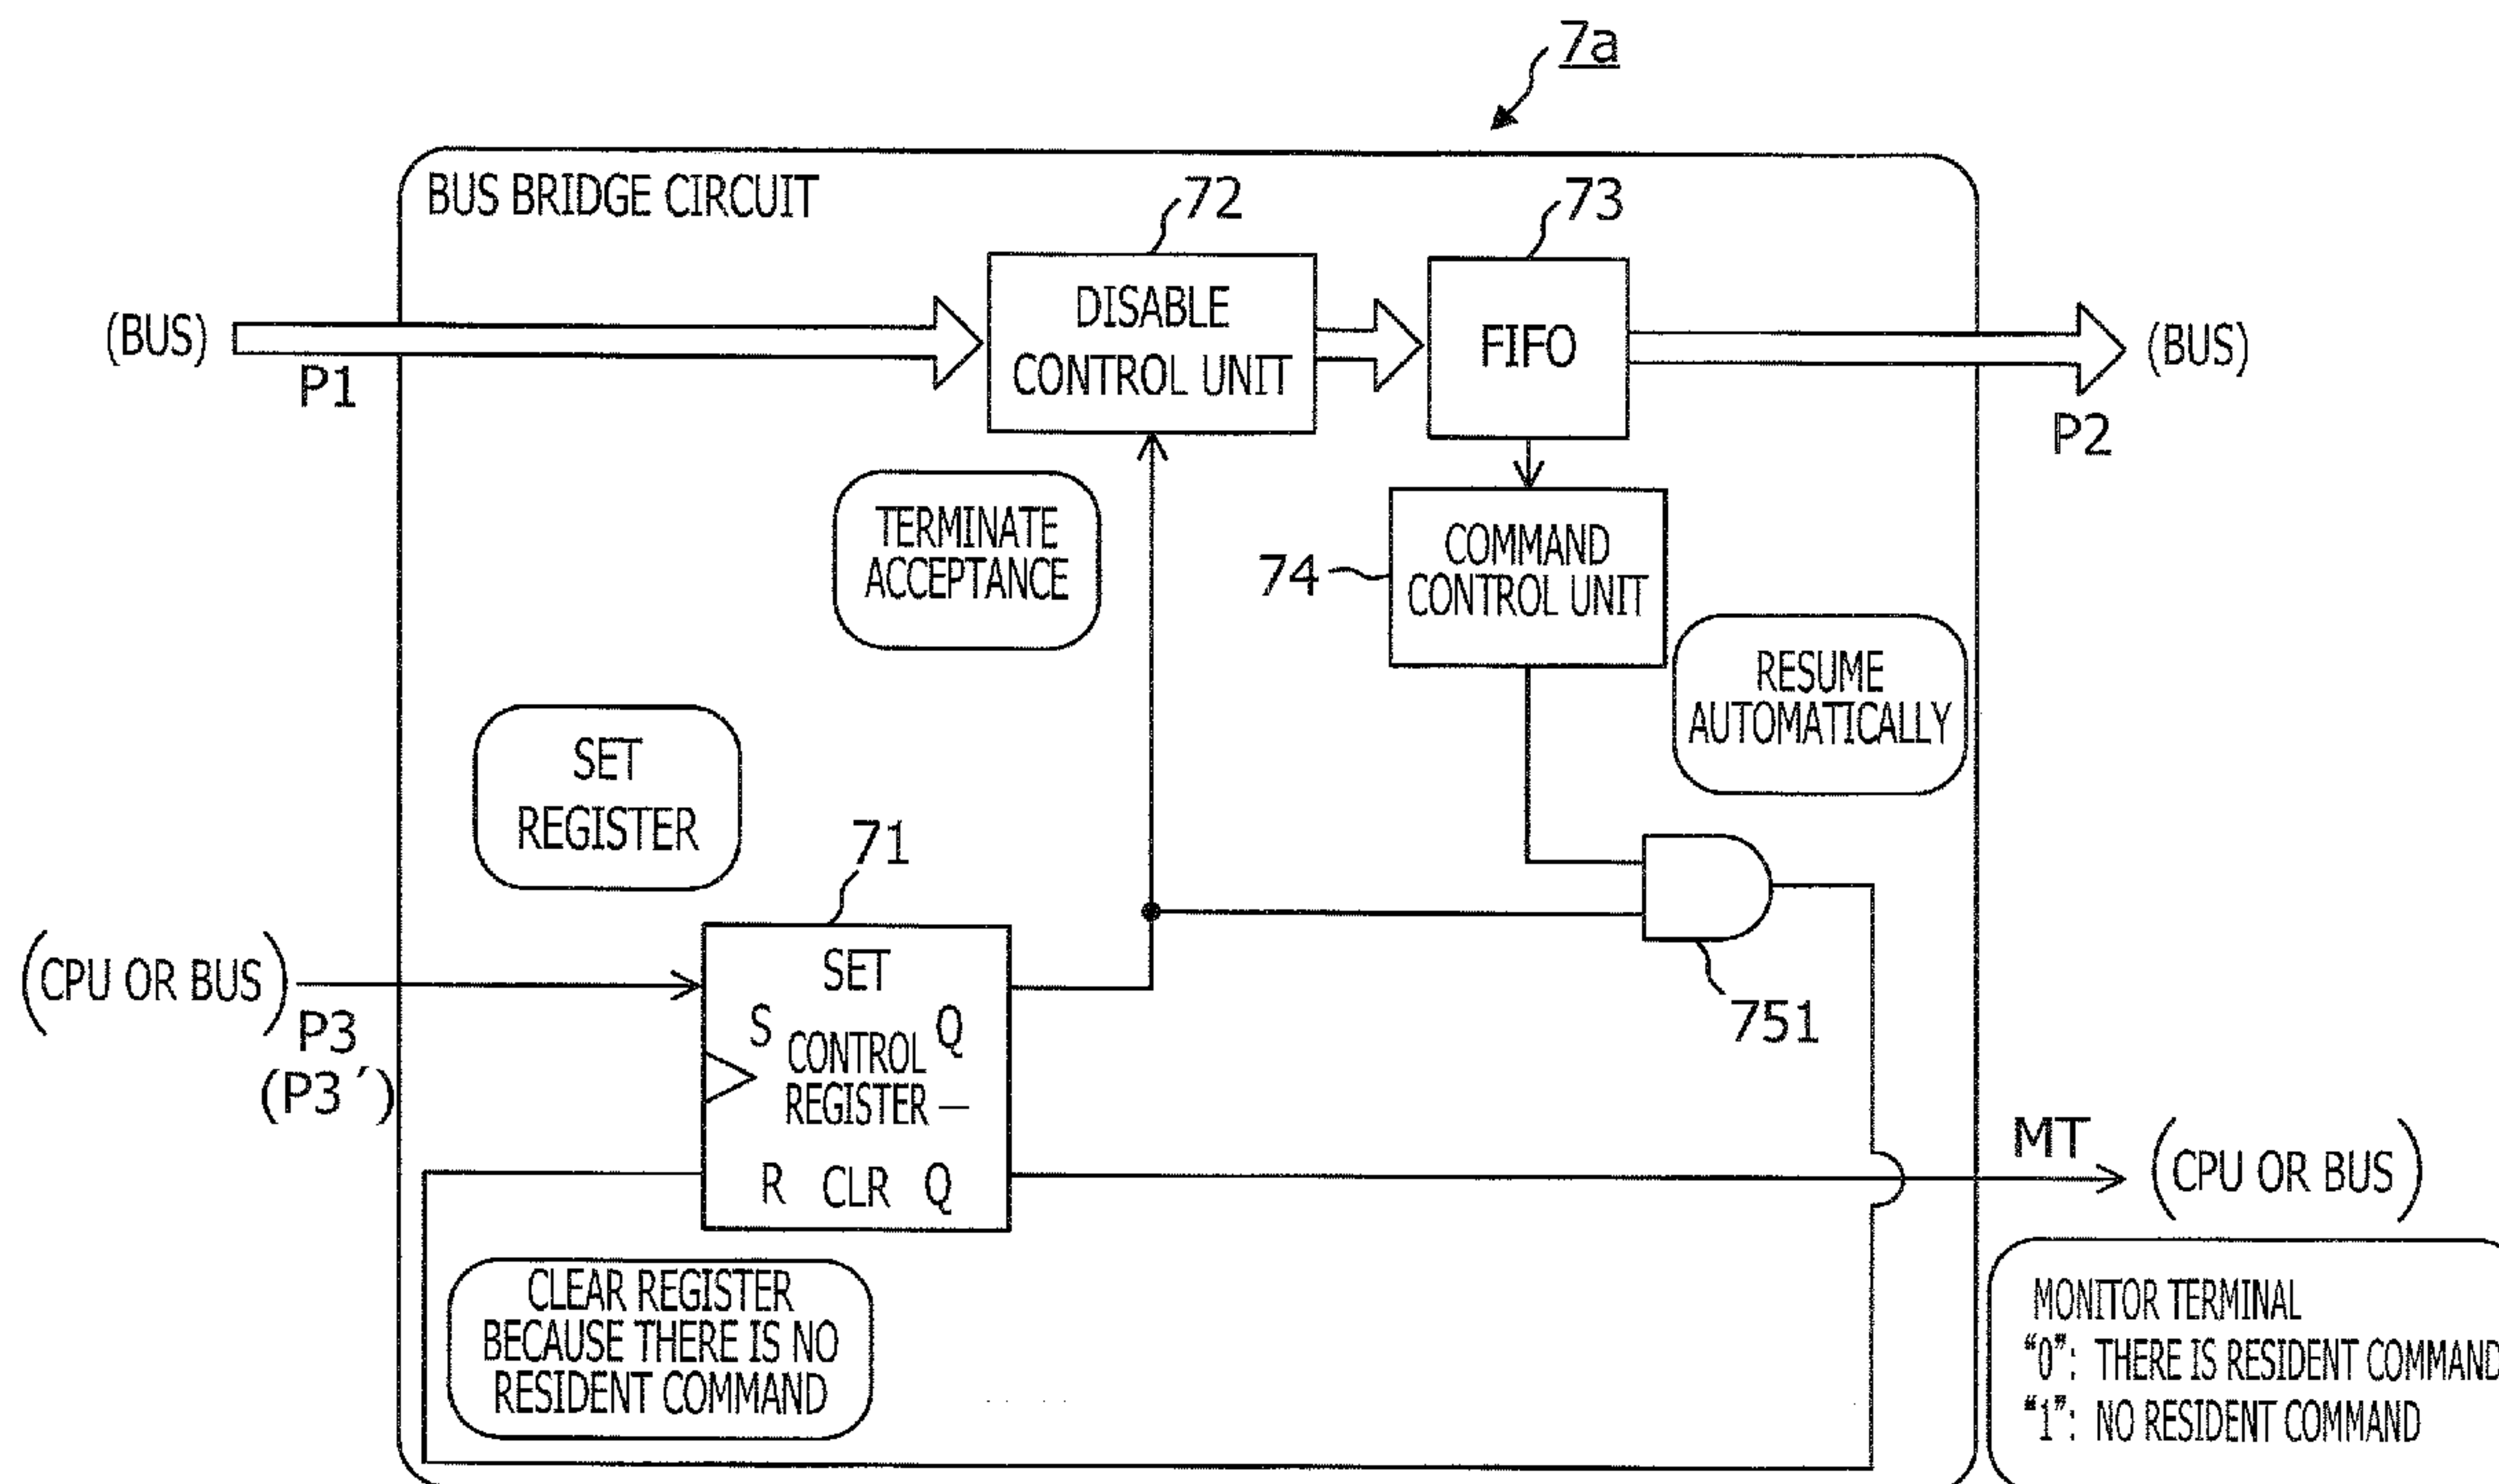 7a
BUS BRIDGE CIRCUIT
72
73
(BUS)
P1
DISABLE
CONTROL UNIT
FIFO
(BUS)
P2
TERMINATE
ACCEPTANCE
74
COMMAND
CONTROL UNIT
RESUME
AUTOMATICALLY
SET
REGISTER
71
751
(CPU OR BUS)
P3
(P3´)
SET
S
Q
CONTROL
REGISTER
R CLR Q̅
MT
(CPU OR BUS)
CLEAR REGISTER
BECAUSE THERE IS NO
RESIDENT COMMAND
MONITOR TERMINAL
“0”: THERE IS RESIDENT COMMAND
“1”: NO RESIDENT COMMAND